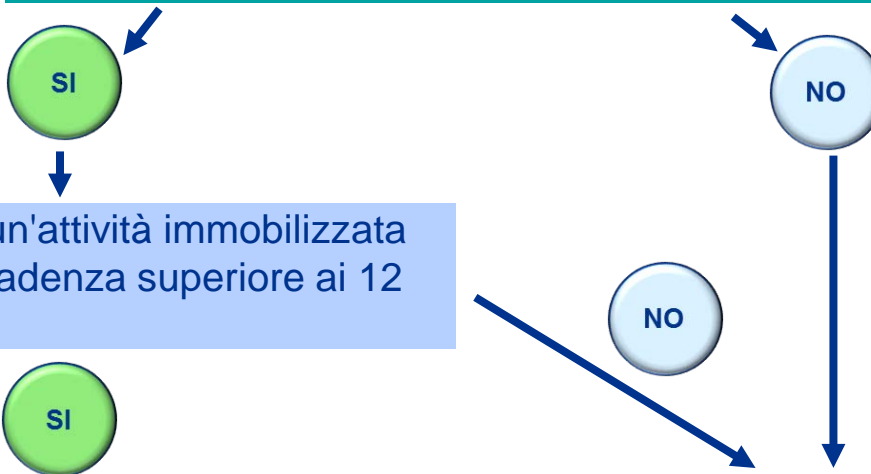 SI
NO
un'attività immobilizzata
adenza superiore ai 12
NO
SI